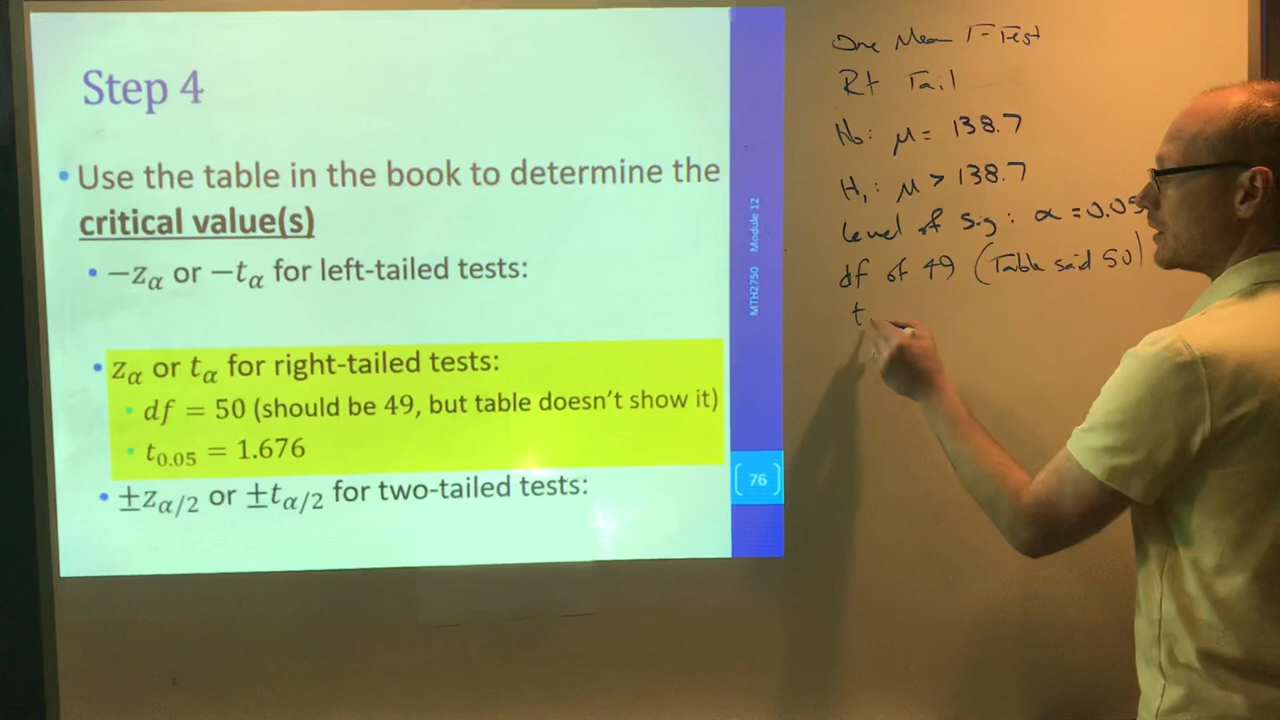 Step 4
• Use the table in the book to determine the
critical value(s)
• −zα or −tα for left-tailed tests:
• zα or tα for right-tailed tests:
• df = 50 (should be 49, but table doesn't show it)
• t0.05 = 1.676
• ±zα/2 or ±tα/2 for two-tailed tests:
MTH2750 Module 12
76
One Mean T-Test
Rt Tail
H₀: μ = 138.7
H₁: μ > 138.7
Level of Sig: α = 0.05
df of 49 (Table said 50)
t